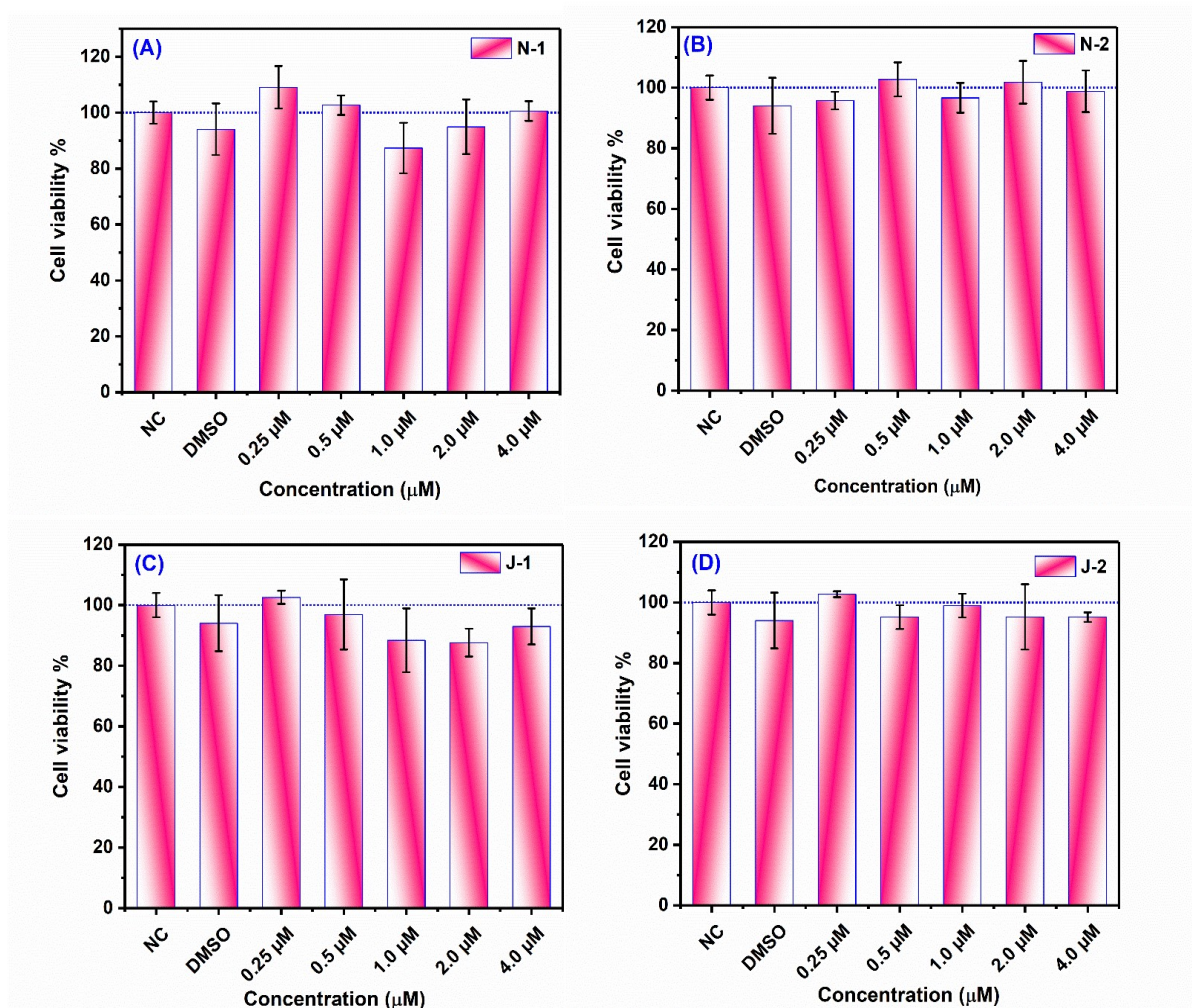 (A)
N-1
Cell viability %
120
100
80
60
40
20
0
NC
DMSO
0.25 µM
0.5 µM
1.0 µM
2.0 µM
4.0 µM
Concentration (µM)
(B)
N-2
Cell viability %
120
100
80
60
40
20
0
NC
DMSO
0.25 µM
0.5 µM
1.0 µM
2.0 µM
4.0 µM
Concentration (µM)
(C)
J-1
Cell viability %
120
100
80
60
40
20
0
NC
DMSO
0.25 µM
0.5 µM
1.0 µM
2.0 µM
4.0 µM
Concentration (µM)
(D)
J-2
Cell viability %
120
100
80
60
40
20
0
NC
DMSO
0.25 µM
0.5 µM
1.0 µM
2.0 µM
4.0 µM
Concentration (µM)